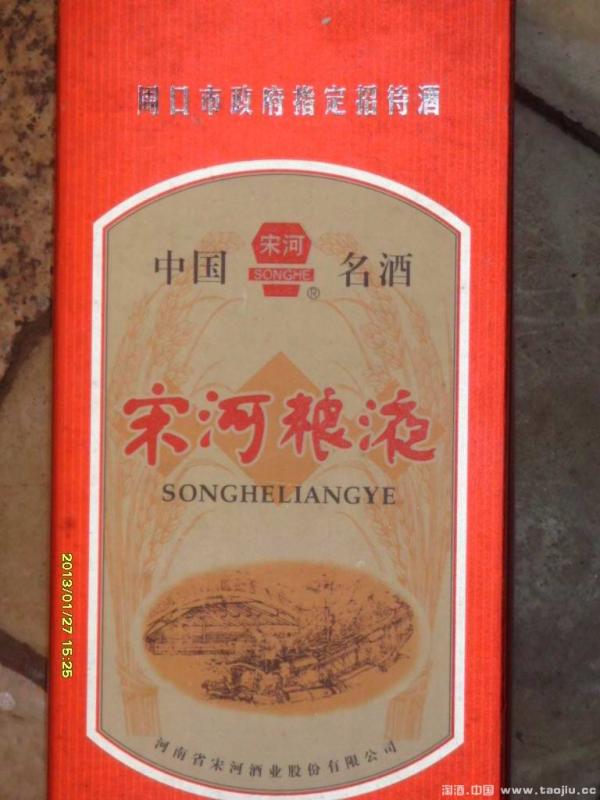 周口市政府指定招待酒
宋河
中国 SONGHE 名酒
®
宋河粮液
SONGHELIANGYE
河南省宋河酒业股份有限公司
2013/01/27 15:25
淘酒.中国 www.taojiu.cc